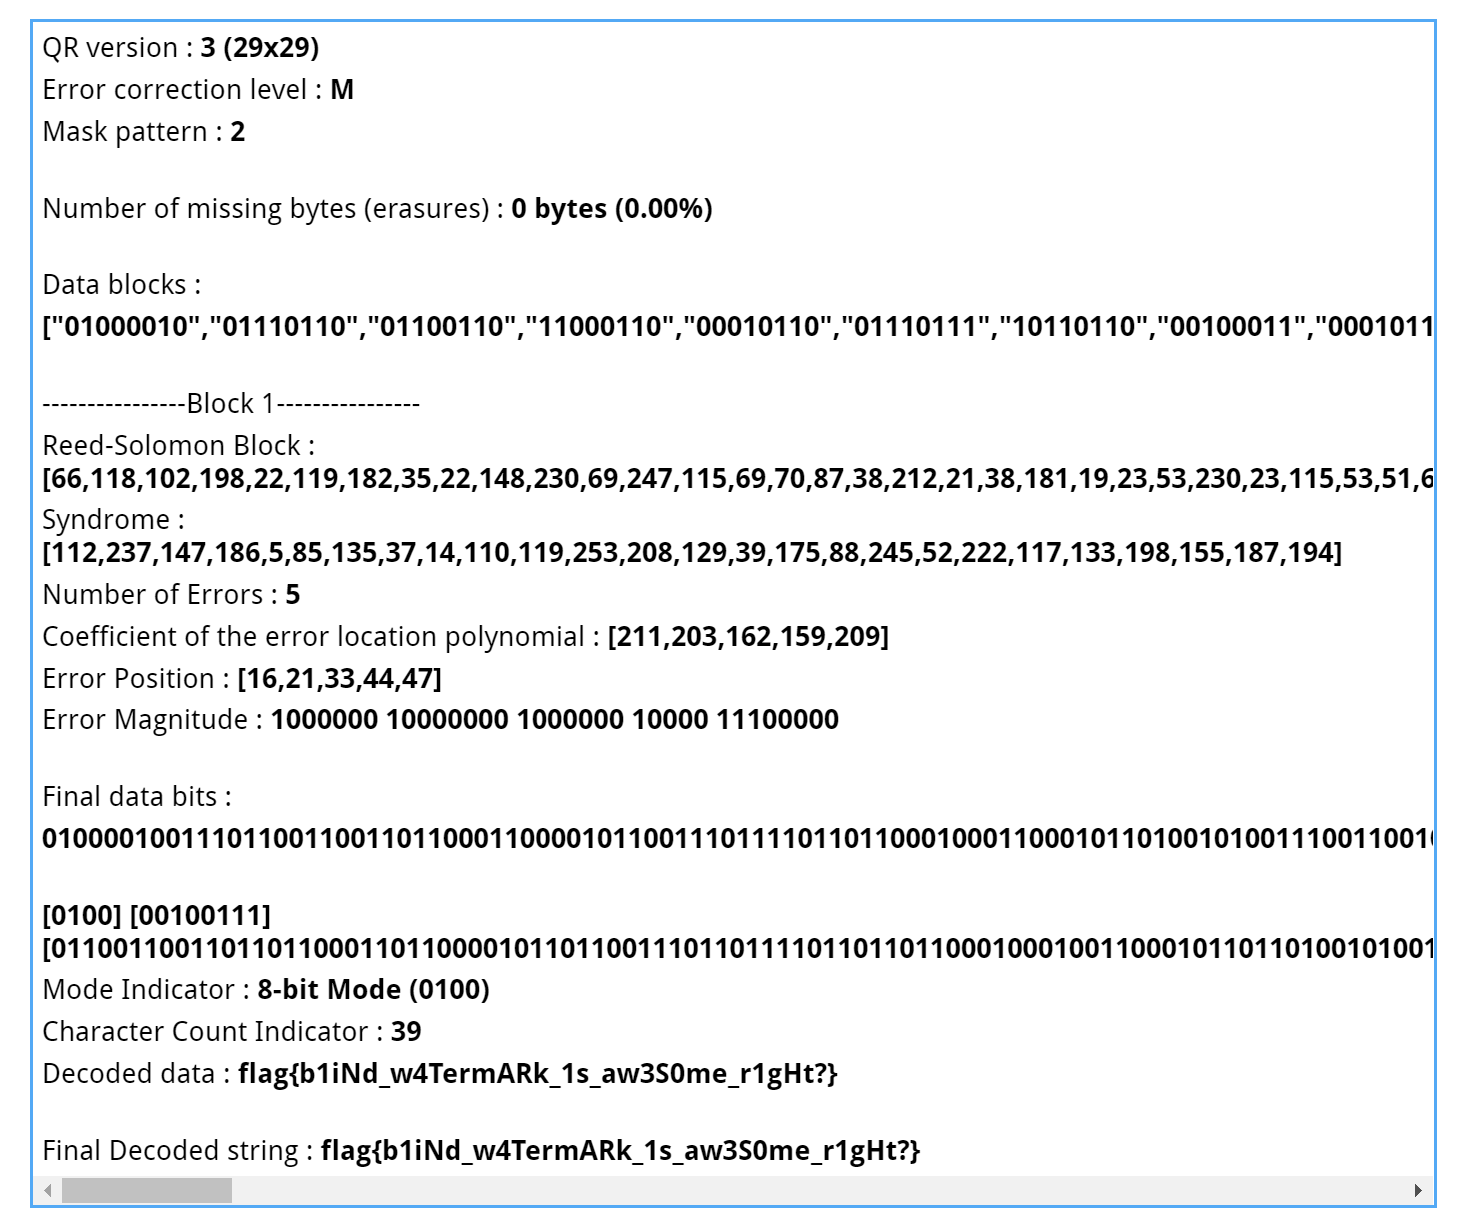 QR version : 3 (29x29)
Error correction level : M
Mask pattern : 2
Number of missing bytes (erasures) : 0 bytes (0.00%)
Data blocks :
["01000010","01110110","01100110","11000110","00010110","01110111","10110110","00100011","0001011
----------------Block 1----------------
Reed-Solomon Block :
[66,118,102,198,22,119,182,35,22,148,230,69,247,115,69,70,87,38,212,21,38,181,19,23,53,230,23,115,53,51,6
Syndrome :
[112,237,147,186,5,85,135,37,14,110,119,253,208,129,39,175,88,245,52,222,117,133,198,155,187,194]
Number of Errors : 5
Coefficient of the error location polynomial : [211,203,162,159,209]
Error Position : [16,21,33,44,47]
Error Magnitude : 1000000 10000000 1000000 10000 11100000
Final data bits :
010000100111011001100110110001100001011001110111101101100010001100010110100101001110011001
[0100] [00100111]
[011001100110110110001101100001011011001110110111101101101100010001001100010110110100101001
Mode Indicator : 8-bit Mode (0100)
Character Count Indicator : 39
Decoded data : flag{b1iNd_w4TermARk_1s_aw3S0me_r1gHt?}
Final Decoded string : flag{b1iNd_w4TermARk_1s_aw3S0me_r1gHt?}